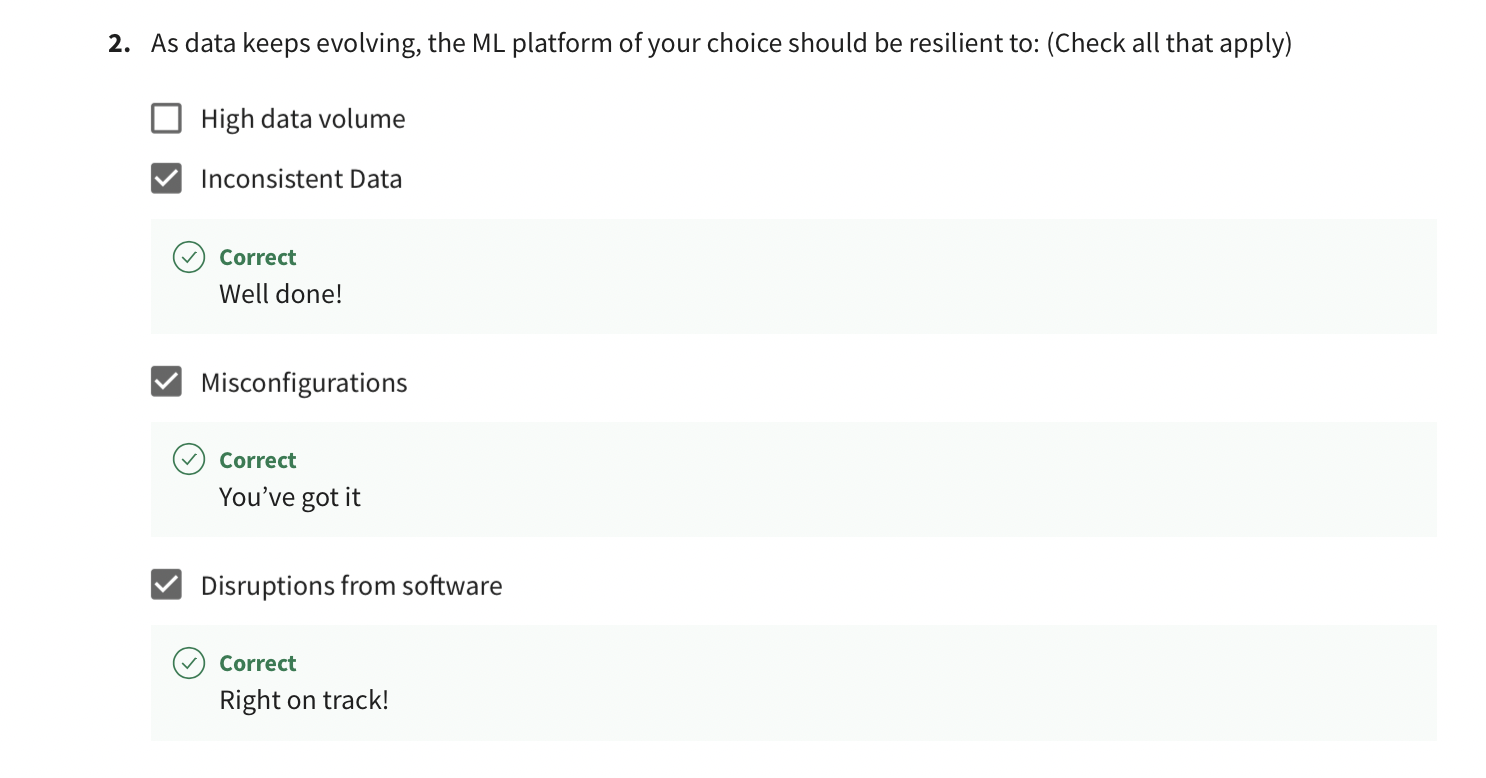 2. As data keeps evolving, the ML platform of your choice should be resilient to: (Check all that apply)
High data volume
Inconsistent Data
Correct
Well done!
Misconfigurations
Correct
You’ve got it
Disruptions from software
Correct
Right on track!